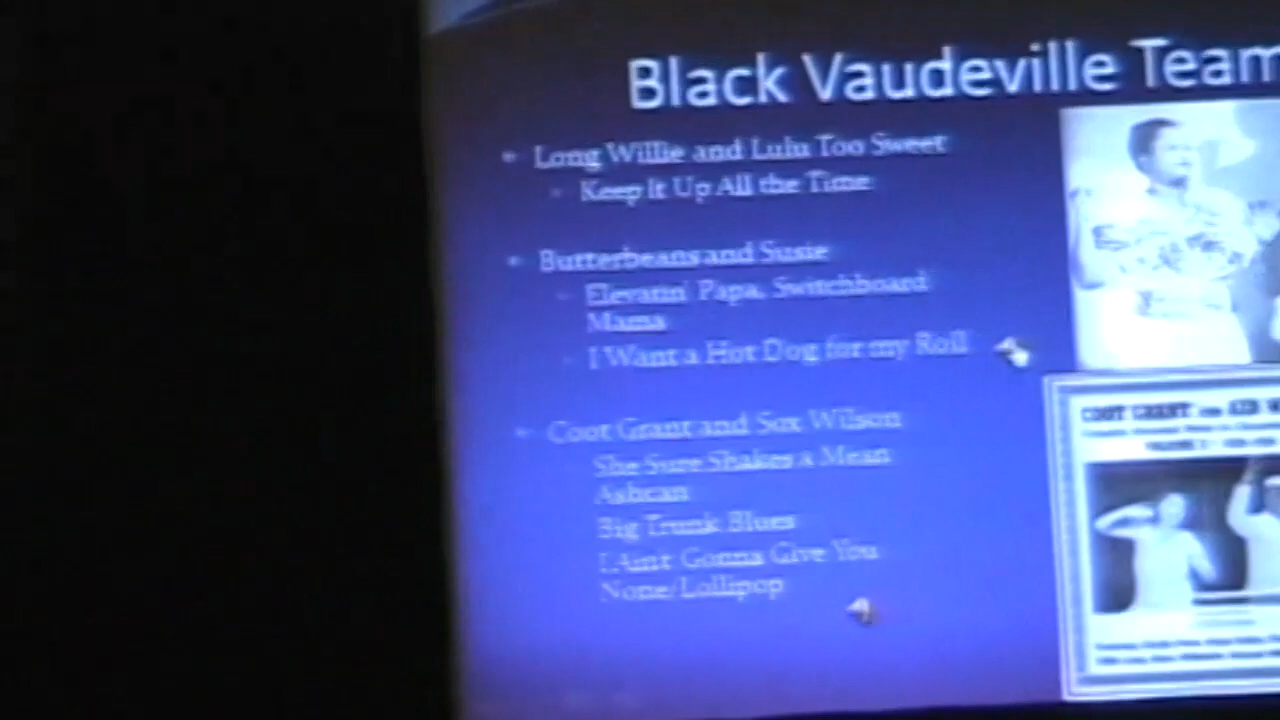 Black Vaudeville Team
Long Willie and Lulu Too Sweet
Keep It Up All the Time
Butterbeans and Susie
Elevatin' Papa, Switchboard
Mama
I Want a Hot Dog for my Roll
Coot Grant and Sox Wilson
She Sure Shakes a Mean
Ashcan
Big Trunk Blues
I Ain't Gonna Give You
None/Lollipop
COOT GRANT